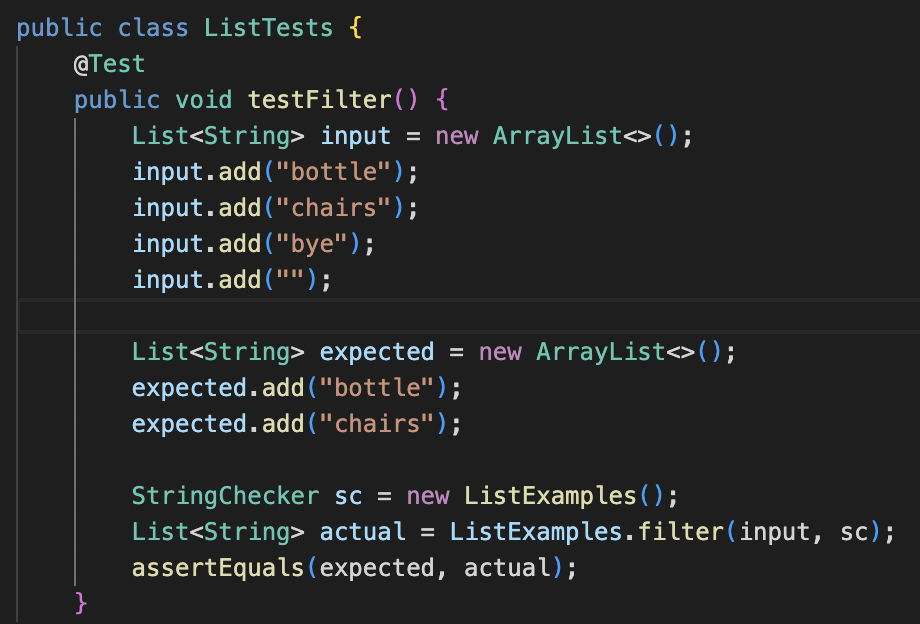 public class ListTests {
    @Test
    public void testFilter() {
        List<String> input = new ArrayList<>();
        input.add("bottle");
        input.add("chairs");
        input.add("bye");
        input.add("");

        List<String> expected = new ArrayList<>();
        expected.add("bottle");
        expected.add("chairs");

        StringChecker sc = new ListExamples();
        List<String> actual = ListExamples.filter(input, sc);
        assertEquals(expected, actual);
    }